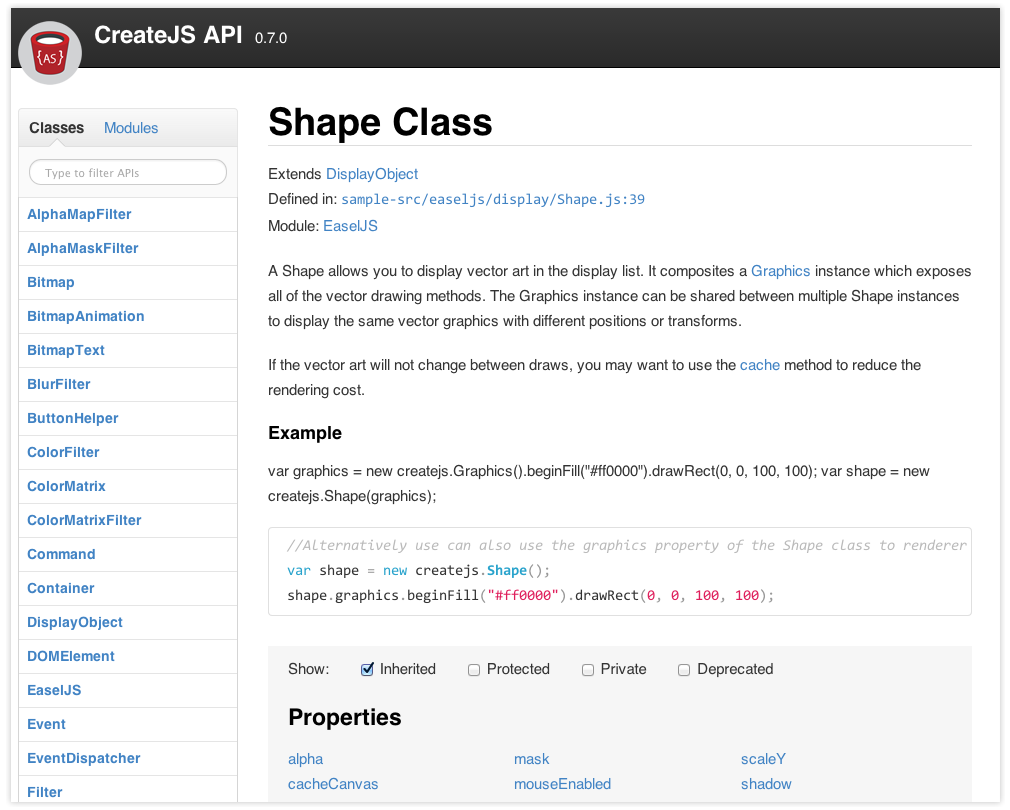 {AS}
CreateJS API 0.7.0
Classes Modules
Type to filter APIs
AlphaMapFilter
AlphaMaskFilter
Bitmap
BitmapAnimation
BitmapText
BlurFilter
ButtonHelper
ColorFilter
ColorMatrix
ColorMatrixFilter
Command
Container
DisplayObject
DOMElement
EaselJS
Event
EventDispatcher
Filter
Shape Class
Extends DisplayObject
Defined in: sample-src/easeljs/display/Shape.js:39
Module: EaselJS
A Shape allows you to display vector art in the display list. It composites a Graphics instance which exposes
all of the vector drawing methods. The Graphics instance can be shared between multiple Shape instances
to display the same vector graphics with different positions or transforms.
If the vector art will not change between draws, you may want to use the cache method to reduce the
rendering cost.
Example
var graphics = new createjs.Graphics().beginFill("#ff0000").drawRect(0, 0, 100, 100); var shape = new
createjs.Shape(graphics);
//Alternatively use can also use the graphics property of the Shape class to renderer
var shape = new createjs.Shape();
shape.graphics.beginFill("#ff0000").drawRect(0, 0, 100, 100);
Show: Inherited Protected Private Deprecated
Properties
alpha mask scaleY
cacheCanvas mouseEnabled shadow